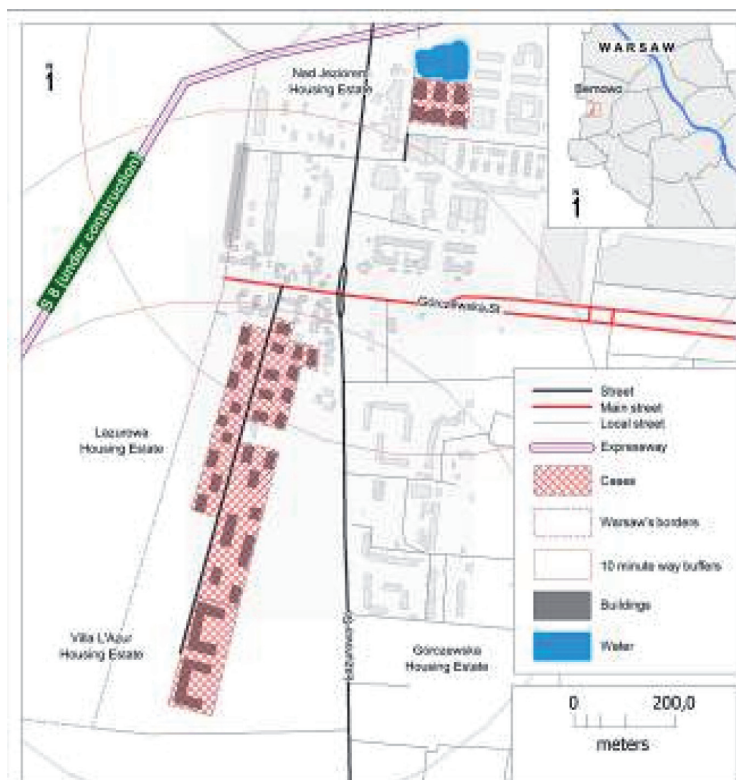 N
1
Nad Jeziorem
Housing Estate
WARSAW
Bemowo
N
1
S 8 (under construction)
Górczewska St
Lazurowa
Housing Estate
Villa L'Azur
Housing Estate
Lazurowa St
Górczewska
Housing Estate
Street
Main street
Local street
Expressway
Cases
Warsaw's borders
10 minute way buffers
Buildings
Water
0 200,0
meters